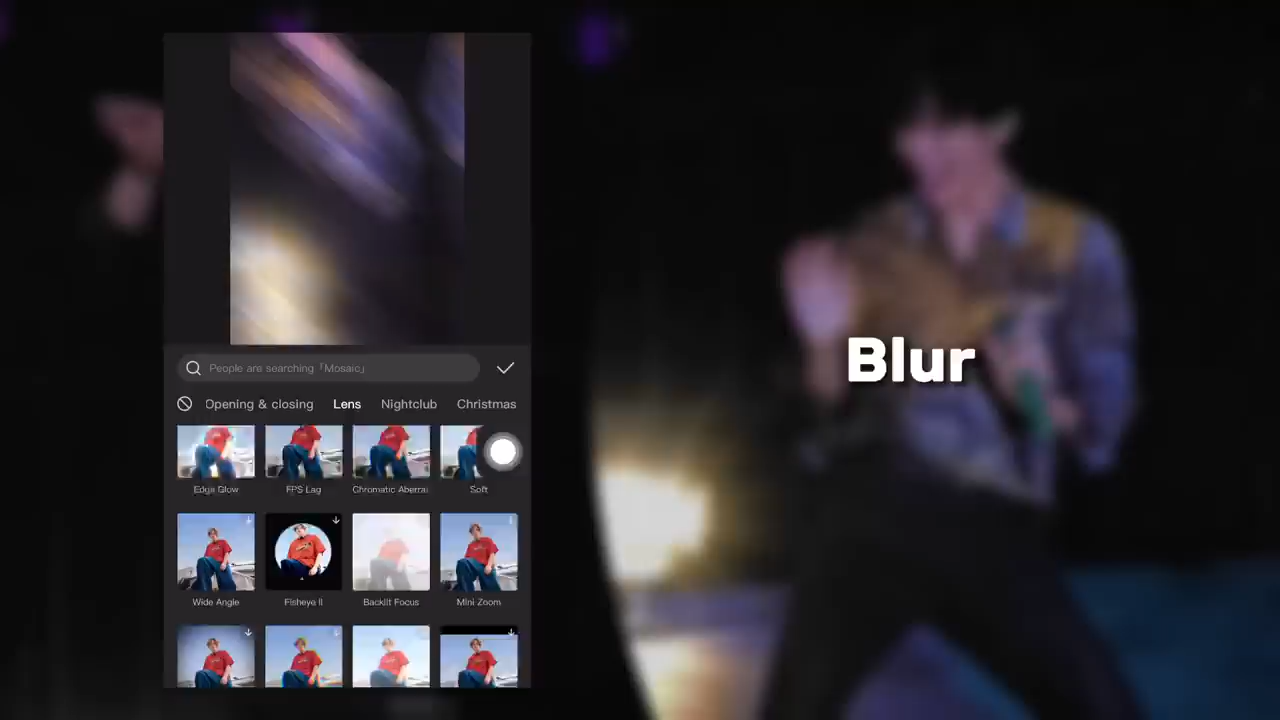 People are searching「Mosaic」
Opening & closing Lens Nightclub Christmas
Edge Glow FPS Lag Chromatic Aberrai Soft
Wide Angle Fisheye II Backlit Focus Mini Zoom
Blur